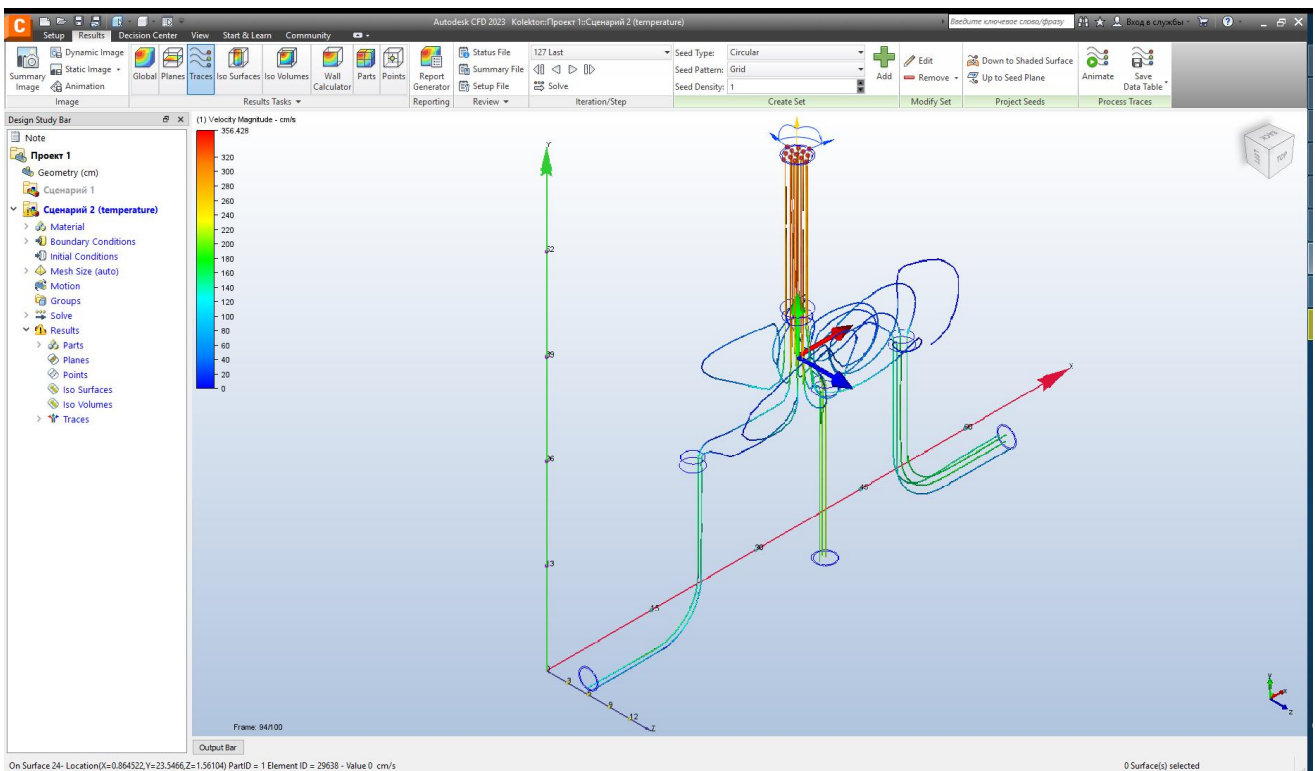 C
Autodesk CFD 2023 Kolektor::Проект 1::Сценарий 2 (temperature)
Введите ключевое слово/фразу
Вход в службы
Setup Results Decision Center View Start & Learn Community
Summary Image
Dynamic Image
Static Image
Animation
Image
Global Planes Traces Iso Surfaces Iso Volumes Wall Calculator Parts Points
Results Tasks
Report Generator
Reporting
Status File
Summary File
Setup File
Review
127 Last
Solve
Iteration/Step
Seed Type: Circular
Seed Pattern: Grid
Seed Density: 1
Add
Create Set
Edit
Remove
Modify Set
Down to Shaded Surface
Up to Seed Plane
Project Seeds
Animate
Save Data Table
Process Traces
Design Study Bar
Note
Проект 1
Geometry (cm)
Сценарий 1
Сценарий 2 (temperature)
Material
Boundary Conditions
Initial Conditions
Mesh Size (auto)
Motion
Groups
Solve
Results
Parts
Planes
Points
Iso Surfaces
Iso Volumes
Traces
(1) Velocity Magnitude - cm/s
356.428
320
300
280
260
240
220
200
180
160
140
120
100
80
60
40
20
0
Y
52
39
26
13
X
60
45
30
15
3
9
12
Z
BACK
LEFT
TOP
Y
X
Z
Frame: 94/100
Output Bar
On Surface 24- Location(X=0.864522,Y=23.5466,Z=1.56104) PartID = 1 Element ID = 29638 - Value 0 cm/s
0 Surface(s) selected